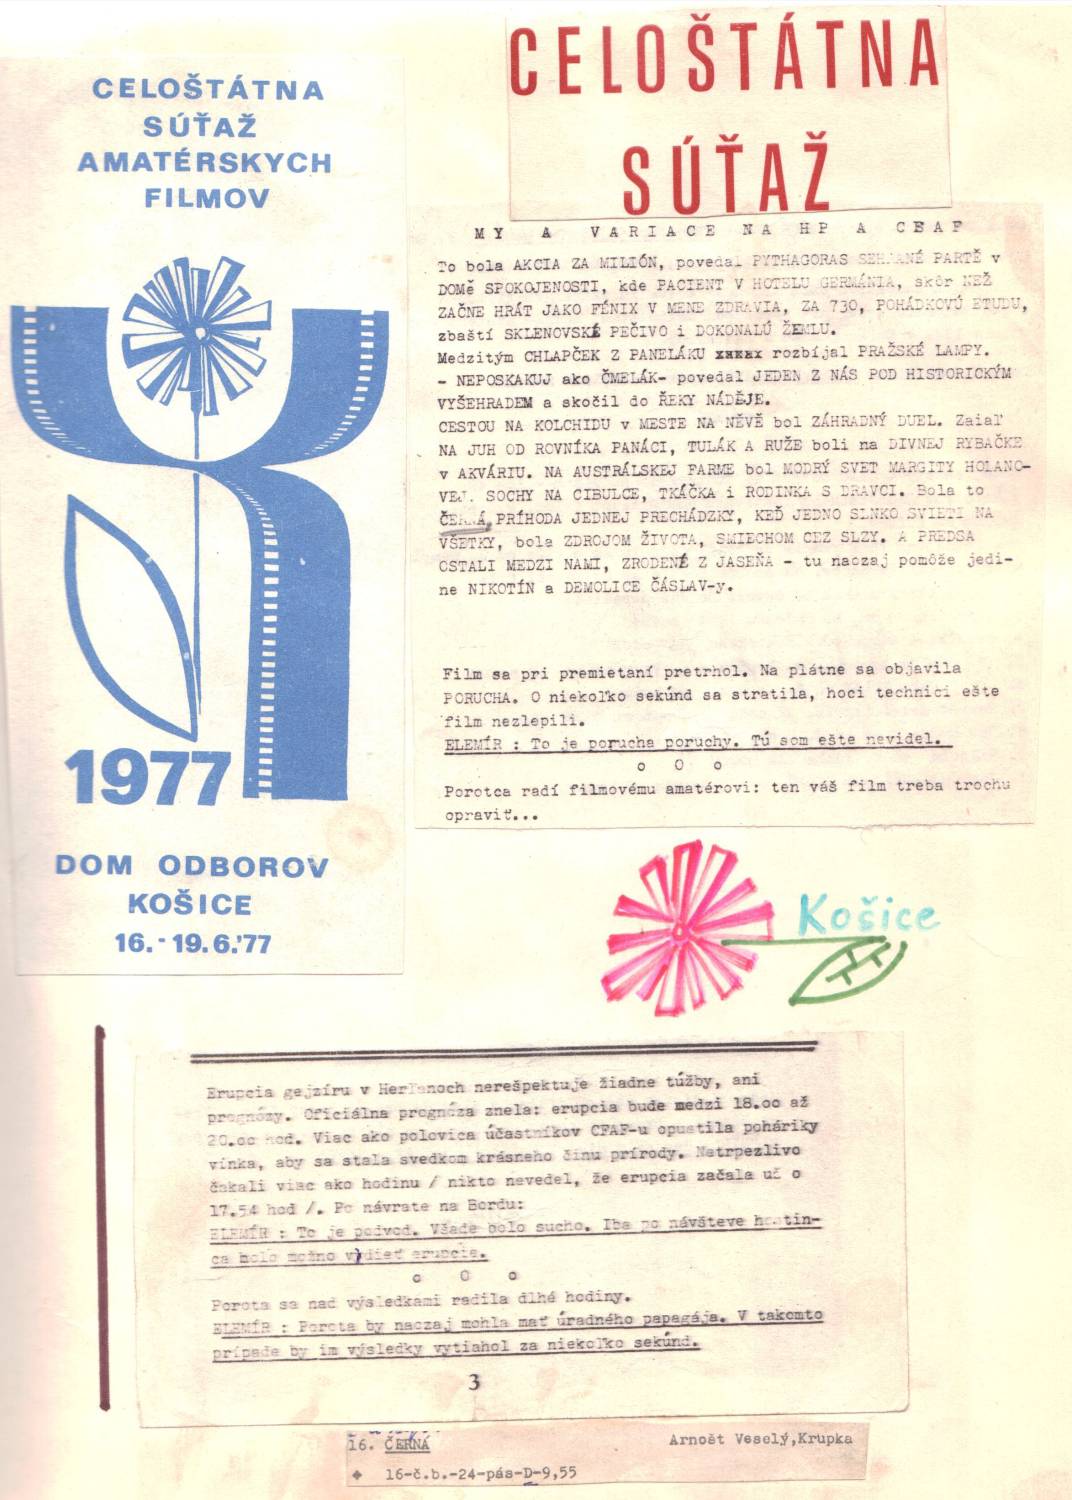 CELOŠTÁTNA
SÚŤAŽ
AMATÉRSKYCH
FILMOV
1977
DOM ODBOROV
KOŠICE
16.-19.6.'77
CELOŠTÁTNA
SÚŤAŽ
MY A VARIACE NA HP A CFAF
To bola AKCIA ZA MILIÓN, povedal PYTHAGORAS SEHRANÉ PARTĚ v
DOMě SPOKOJENOSTI, kde PACIENT V HOTELU GERMÁNIA, skôr NEŽ
ZAČNE HRÁT JAKO FÉNIX V MENE ZDRAVIA, ZA 730, POHÁDKOVÚ ETUDU,
zbaští SKLENOVSKÉ PEČIVO i DOKONALÚ ŽEMLU.
Medzitým CHLAPČEK Z PANELÁKU xxxxx rozbíjal PRAŽSKÉ LAMPY.
- NEPOSKAKUJ ako ČMELÁK- povedal JEDEN Z NÁS POD HISTORICKÝM
VYŠEHRADEM a skočil do ŘEKY NÁDĚJE.
CESTOU NA KOLCHIDU v MESTE NA NĚVĚ bol ZÁHRADNÝ DUEL. Zaiaľ
NA JUH OD ROVNÍKA PANÁCI, TULÁK A RUŽE boli na DIVNEJ RYBAČKE
v AKVÁRIU. NA AUSTRÁLSKEJ FARME bol MODRÝ SVET MARGITY HOLANO-
VEJ. SOCHY NA CIBULCE, TKÁČKA i RODINKA S DRAVCI. Bola to
ČERNÁ PRÍHODA JEDNEJ PRECHÁDZKY, KEĎ JEDNO SLNKO SVIETI NA
VŠETKY, bola ZDROJOM ŽIVOTA, SMIECHOM CEZ SLZY. A PREDSA
OSTALI MEDZI NAMI, ZRODENÉ Z JASEŇA - tu naozaj pomôže jedi-
ne NIKOTÍN a DEMOLICE ČÁSLAV-y.
Film sa pri premietaní pretrhol. Na plátne sa objavila
PORUCHA. O niekoľko sekúnd sa stratila, hoci technici ešte
film nezlepili.
ELEMÍR : To je porucha poruchy. Tú som ešte nevidel.
o O o
Porotca radí filmovému amatérovi: ten váš film treba trochu
opraviť...
Košice
Erupcia gejzíru v Herľanoch nerešpektuje žiadne túžby, ani
prognózy. Oficiálna prognóza znela: erupcia bude medzi 18.oo až
20.oo hod. Viac ako polovica účastníkov CFAF-u opustila poháriky
vínka, aby sa stala svedkom krásneho činu prírody. Netrpezlivo
čakali viac ako hodinu / nikto nevedel, že erupcia začala už o
17.54 hod /. Po návrate na Bordu:
ELEMÍR : To je podvod. Všade bolo sucho. Iba po návšteve hostin-
ca bolo možno vidieť erupcie.
o O o
Porota sa nad výsledkami radila dlhé hodiny.
ELEMÍR : Porota by naozaj mohla mať úradného papagája. V takomto
prípade by im výsledky vytiahol za niekoľko sekúnd.
3
16. ČERNÁ Arnošt Veselý,Krupka
16-č.b.-24-pás-D-9,55